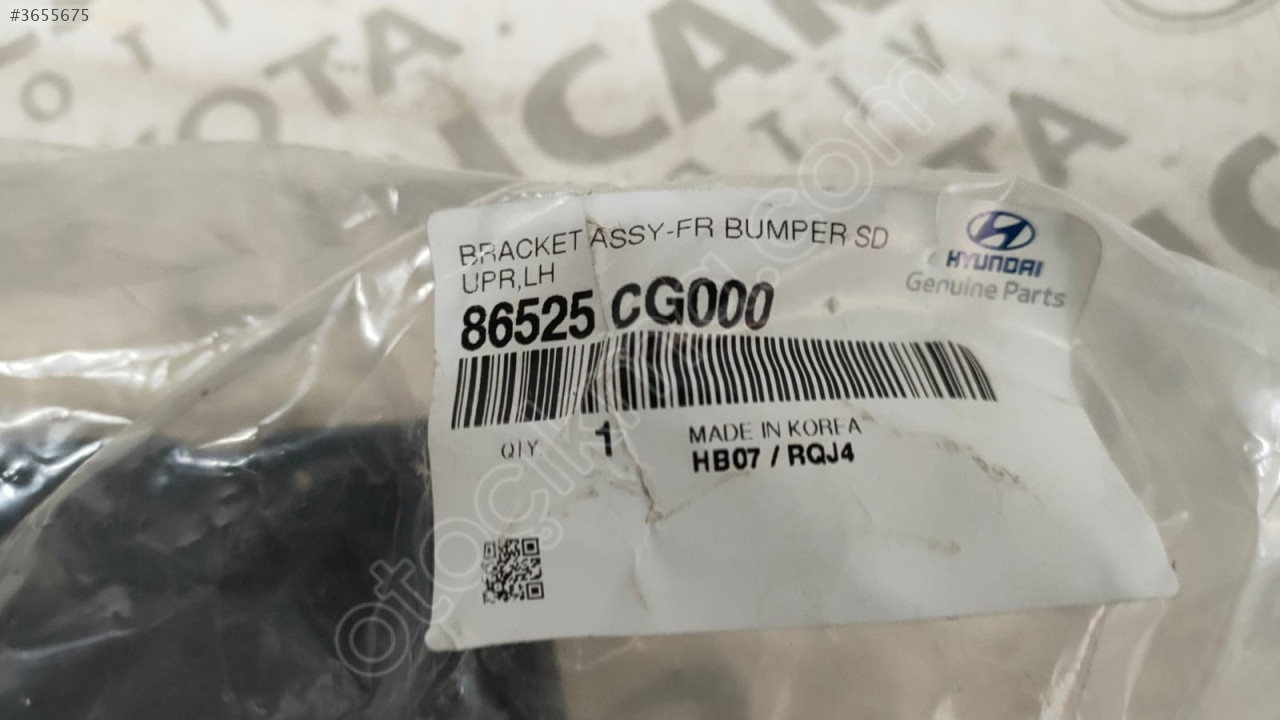 #3655675
BRACKET ASSY-FR BUMPER SD
UPR,LH
86525 CG000
HYUNDAI
Genuine Parts
QTY 1
MADE IN KOREA
HB07 / RQJ4
otoçikma.com